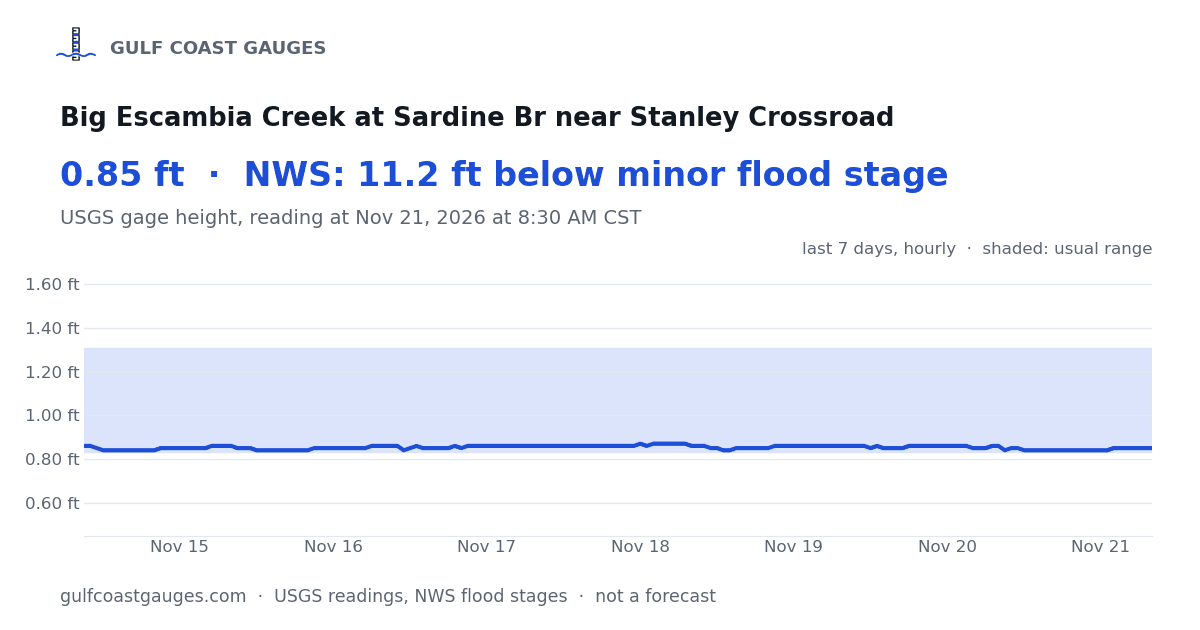 GULF COAST GAUGES
Big Escambia Creek at Sardine Br near Stanley Crossroad
0.85 ft · NWS: 11.2 ft below minor flood stage
USGS gage height, reading at Nov 21, 2026 at 8:30 AM CST
last 7 days, hourly · shaded: usual range
1.60 ft
1.40 ft
1.20 ft
1.00 ft
0.80 ft
0.60 ft
Nov 15 Nov 16 Nov 17 Nov 18 Nov 19 Nov 20 Nov 21
gulfcoastgauges.com · USGS readings, NWS flood stages · not a forecast